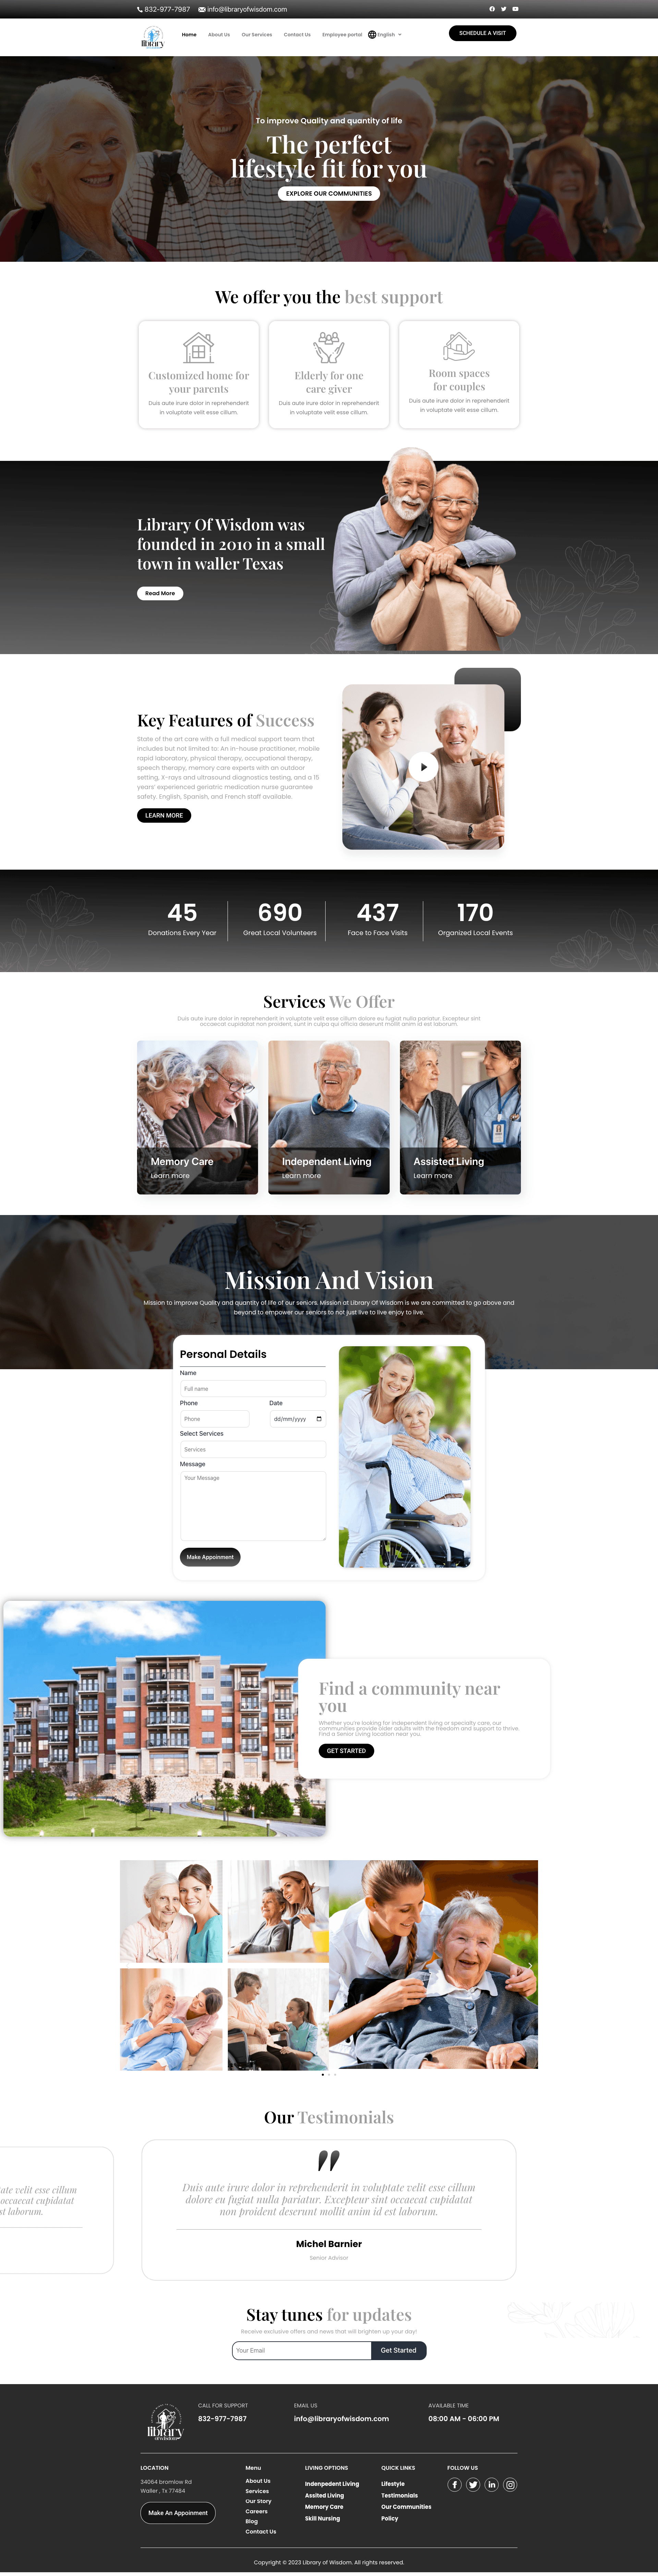 832-977-7987 info@libraryofwisdom.com
library
Home About Us Our Services Contact Us Employee portal English
SCHEDULE A VISIT
To improve Quality and quantity of life
The perfect
lifestyle fit for you
EXPLORE OUR COMMUNITIES
We offer you the best support
Customized home for
your parents
Duis aute irure dolor in reprehenderit
in voluptate velit esse cillum.
Elderly for one
care giver
Duis aute irure dolor in reprehenderit
in voluptate velit esse cillum.
Room spaces
for couples
Duis aute irure dolor in reprehenderit
in voluptate velit esse cillum.
Library Of Wisdom was
founded in 2010 in a small
town in waller Texas
Read More
Key Features of Success
State of the art care with a full medical support team that
includes but not limited to: An in-house practitioner, mobile
rapid laboratory, physical therapy, occupational therapy,
speech therapy, memory care experts with an outdoor
setting. X-rays and ultrasound diagnostics testing, and a 15
years' experienced geriatric medication nurse guarantee
safety. English, Spanish, and French staff available.
LEARN MORE
45
Donations Every Year
690
Great Local Volunteers
437
Face to Face Visits
170
Organized Local Events
Services We Offer
Duis aute irure dolor in reprehenderit in voluptate velit esse cillum dolore eu fugiat nulla pariatur. Excepteur sint
occaecat cupidatat non proident, sunt in culpa qui officia deserunt mollit anim id est laborum.
Memory Care
Learn more
Independent Living
Learn more
Assisted Living
Learn more
Mission And Vision
Mission to improve Quality and quantity of life of our seniors. Mission at Library Of Wisdom is we are committed to go above and
beyond to empower our seniors to not just live to live enjoy to live.
Personal Details
Name
Full name
Phone Date
Phone dd/mm/yyyy
Select Services
Services
Message
Your Message
Make Appoinment
Find a community near
you
Whether you're looking for independent living or specialty care, our
communities provide older adults with the freedom and support to thrive.
Find a Senior Living location near you.
GET STARTED
Our Testimonials
ate velit esse cillum
occaecat cupidatat
st laborum.
Duis aute irure dolor in reprehenderit in voluptate velit esse cillum
dolore eu fugiat nulla pariatur. Excepteur sint occaecat cupidatat
non proident deserunt mollit anim id est laborum.
Michel Barnier
Senior Advisor
Stay tunes for updates
Receive exclusive offers and news that will brighten up your day!
Your Email Get Started
library
of wisdom
CALL FOR SUPPORT
832-977-7987
EMAIL US
info@libraryofwisdom.com
AVAILABLE TIME
08:00 AM - 06:00 PM
LOCATION
34064 bromlow Rd
Waller , Tx 77484
Make An Appoinment
Menu
About Us
Services
Our Story
Careers
Blog
Contact Us
LIVING OPTIONS
Indenpedent Living
Assited Living
Memory Care
Skill Nursing
QUICK LINKS
Lifestyle
Testimonials
Our Communities
Policy
FOLLOW US
Copyright © 2023 Library of Wisdom. All rights reserved.